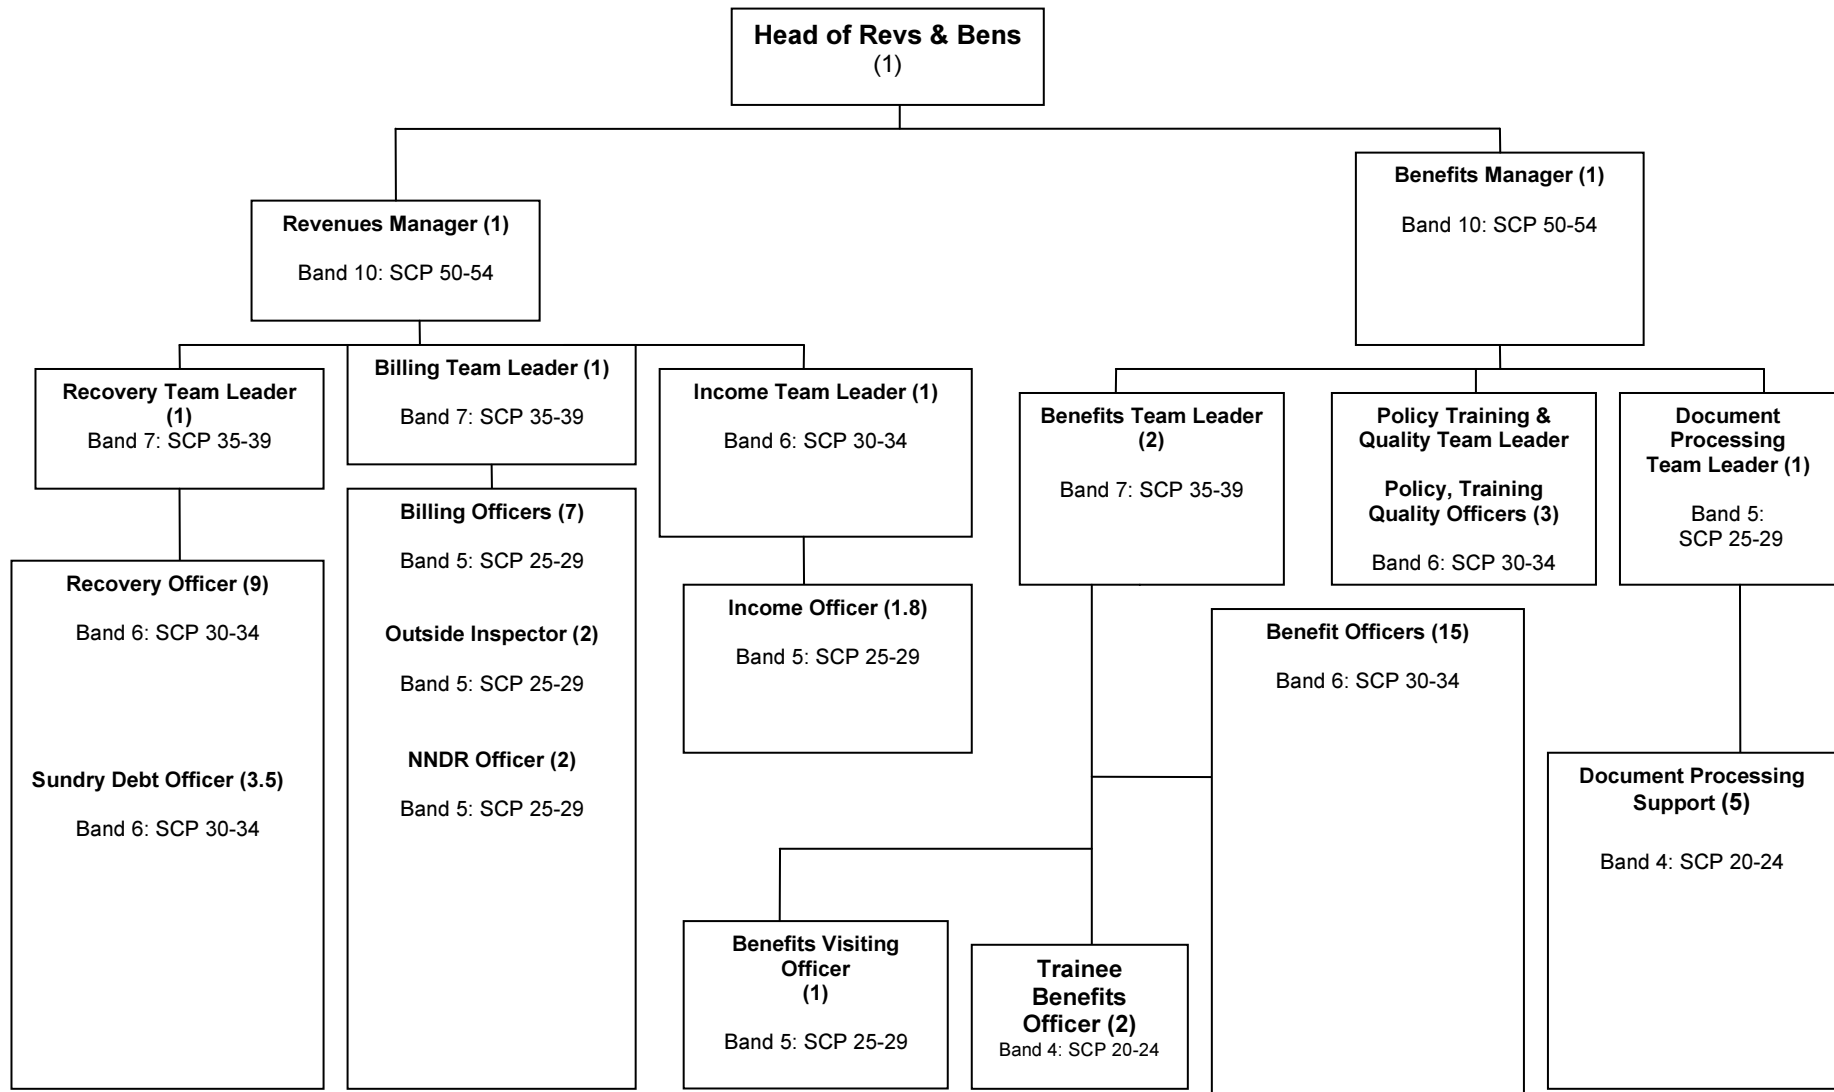 Head of Revs & Bens
(1)
Benefits Manager (1)
Band 10: SCP 50-54
Revenues Manager (1)
Band 10: SCP 50-54
Recovery Team Leader
(1)
Band 7: SCP 35-39
Billing Team Leader (1)
Band 7: SCP 35-39
Income Team Leader (1)
Band 6: SCP 30-34
Benefits Team Leader
(2)
Band 7: SCP 35-39
Policy Training &
Quality Team Leader
Policy, Training
Quality Officers (3)
Band 6: SCP 30-34
Document
Processing
Team Leader (1)
Band 5:
SCP 25-29
Recovery Officer (9)
Band 6: SCP 30-34
Sundry Debt Officer (3.5)
Band 6: SCP 30-34
Billing Officers (7)
Band 5: SCP 25-29
Outside Inspector (2)
Band 5: SCP 25-29
NNDR Officer (2)
Band 5: SCP 25-29
Income Officer (1.8)
Band 5: SCP 25-29
Benefit Officers (15)
Band 6: SCP 30-34
Document Processing
Support (5)
Band 4: SCP 20-24
Benefits Visiting
Officer
(1)
Band 5: SCP 25-29
Trainee
Benefits
Officer (2)
Band 4: SCP 20-24